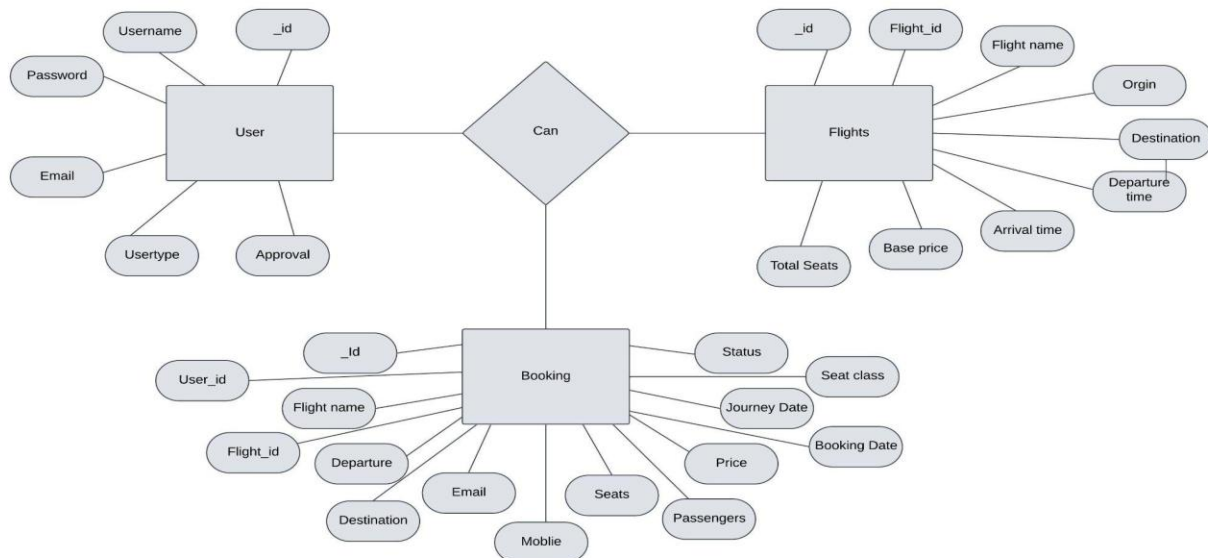 Username
_id
Password
User
Email
Usertype
Approval
Can
_id
Flight_id
Flight name
Orgin
Flights
Destination
Departure
time
Arrival time
Base price
Total Seats
_Id
User_id
Flight name
Flight_id
Departure
Destination
Email
Moblie
Booking
Status
Seat class
Journey Date
Booking Date
Price
Seats
Passengers